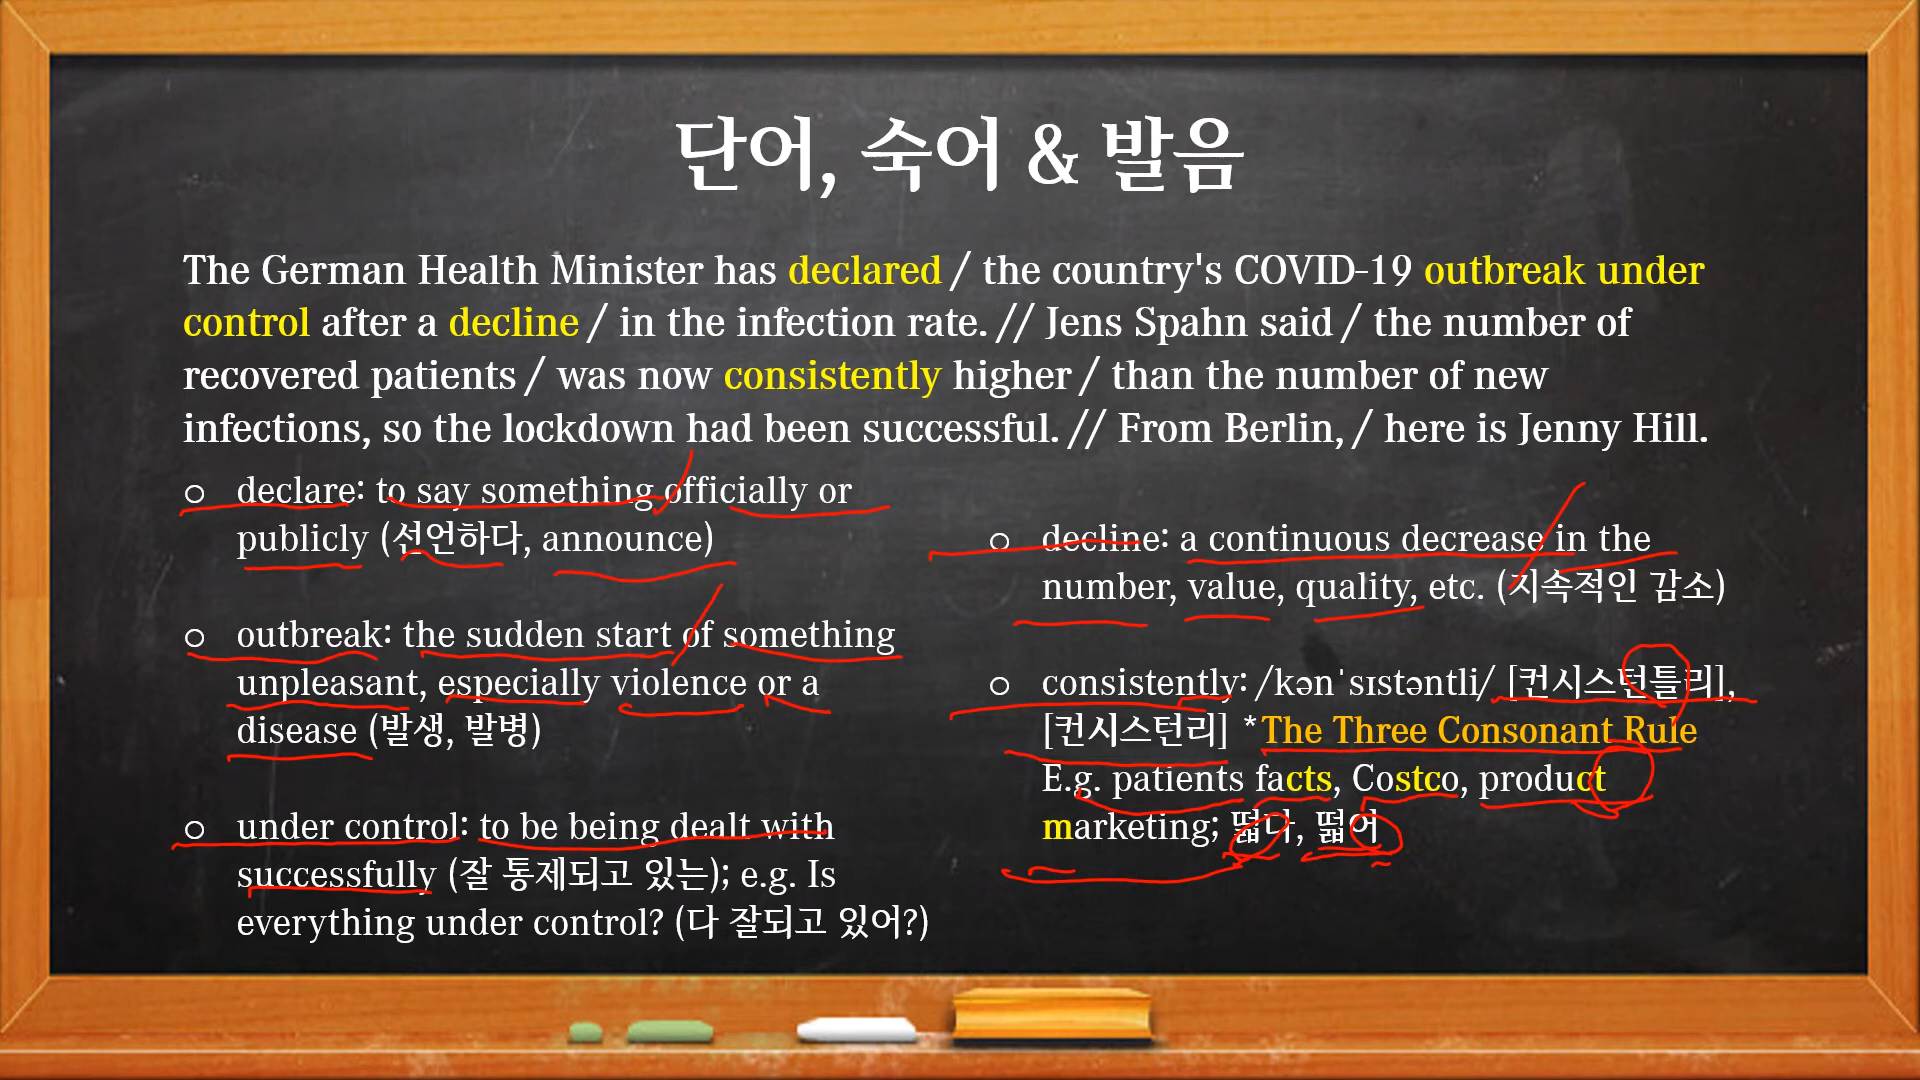 단어, 숙어 & 발음
The German Health Minister has declared / the country's COVID-19 outbreak under
control after a decline / in the infection rate. // Jens Spahn said / the number of
recovered patients / was now consistently higher / than the number of new
infections, so the lockdown had been successful. // From Berlin, / here is Jenny Hill.
o declare: to say something officially or
publicly (선언하다, announce)
o outbreak: the sudden start of something
unpleasant, especially violence or a
disease (발생, 발병)
o under control: to be being dealt with
successfully (잘 통제되고 있는); e.g. Is
everything under control? (다 잘되고 있어?)
o decline: a continuous decrease in the
number, value, quality, etc. (지속적인 감소)
o consistently: /kənˈsɪstəntli/ [컨시스턴틀리],
[컨시스턴리] *The Three Consonant Rule
E.g. patients facts, Costco, product
marketing; 떫다, 떫어